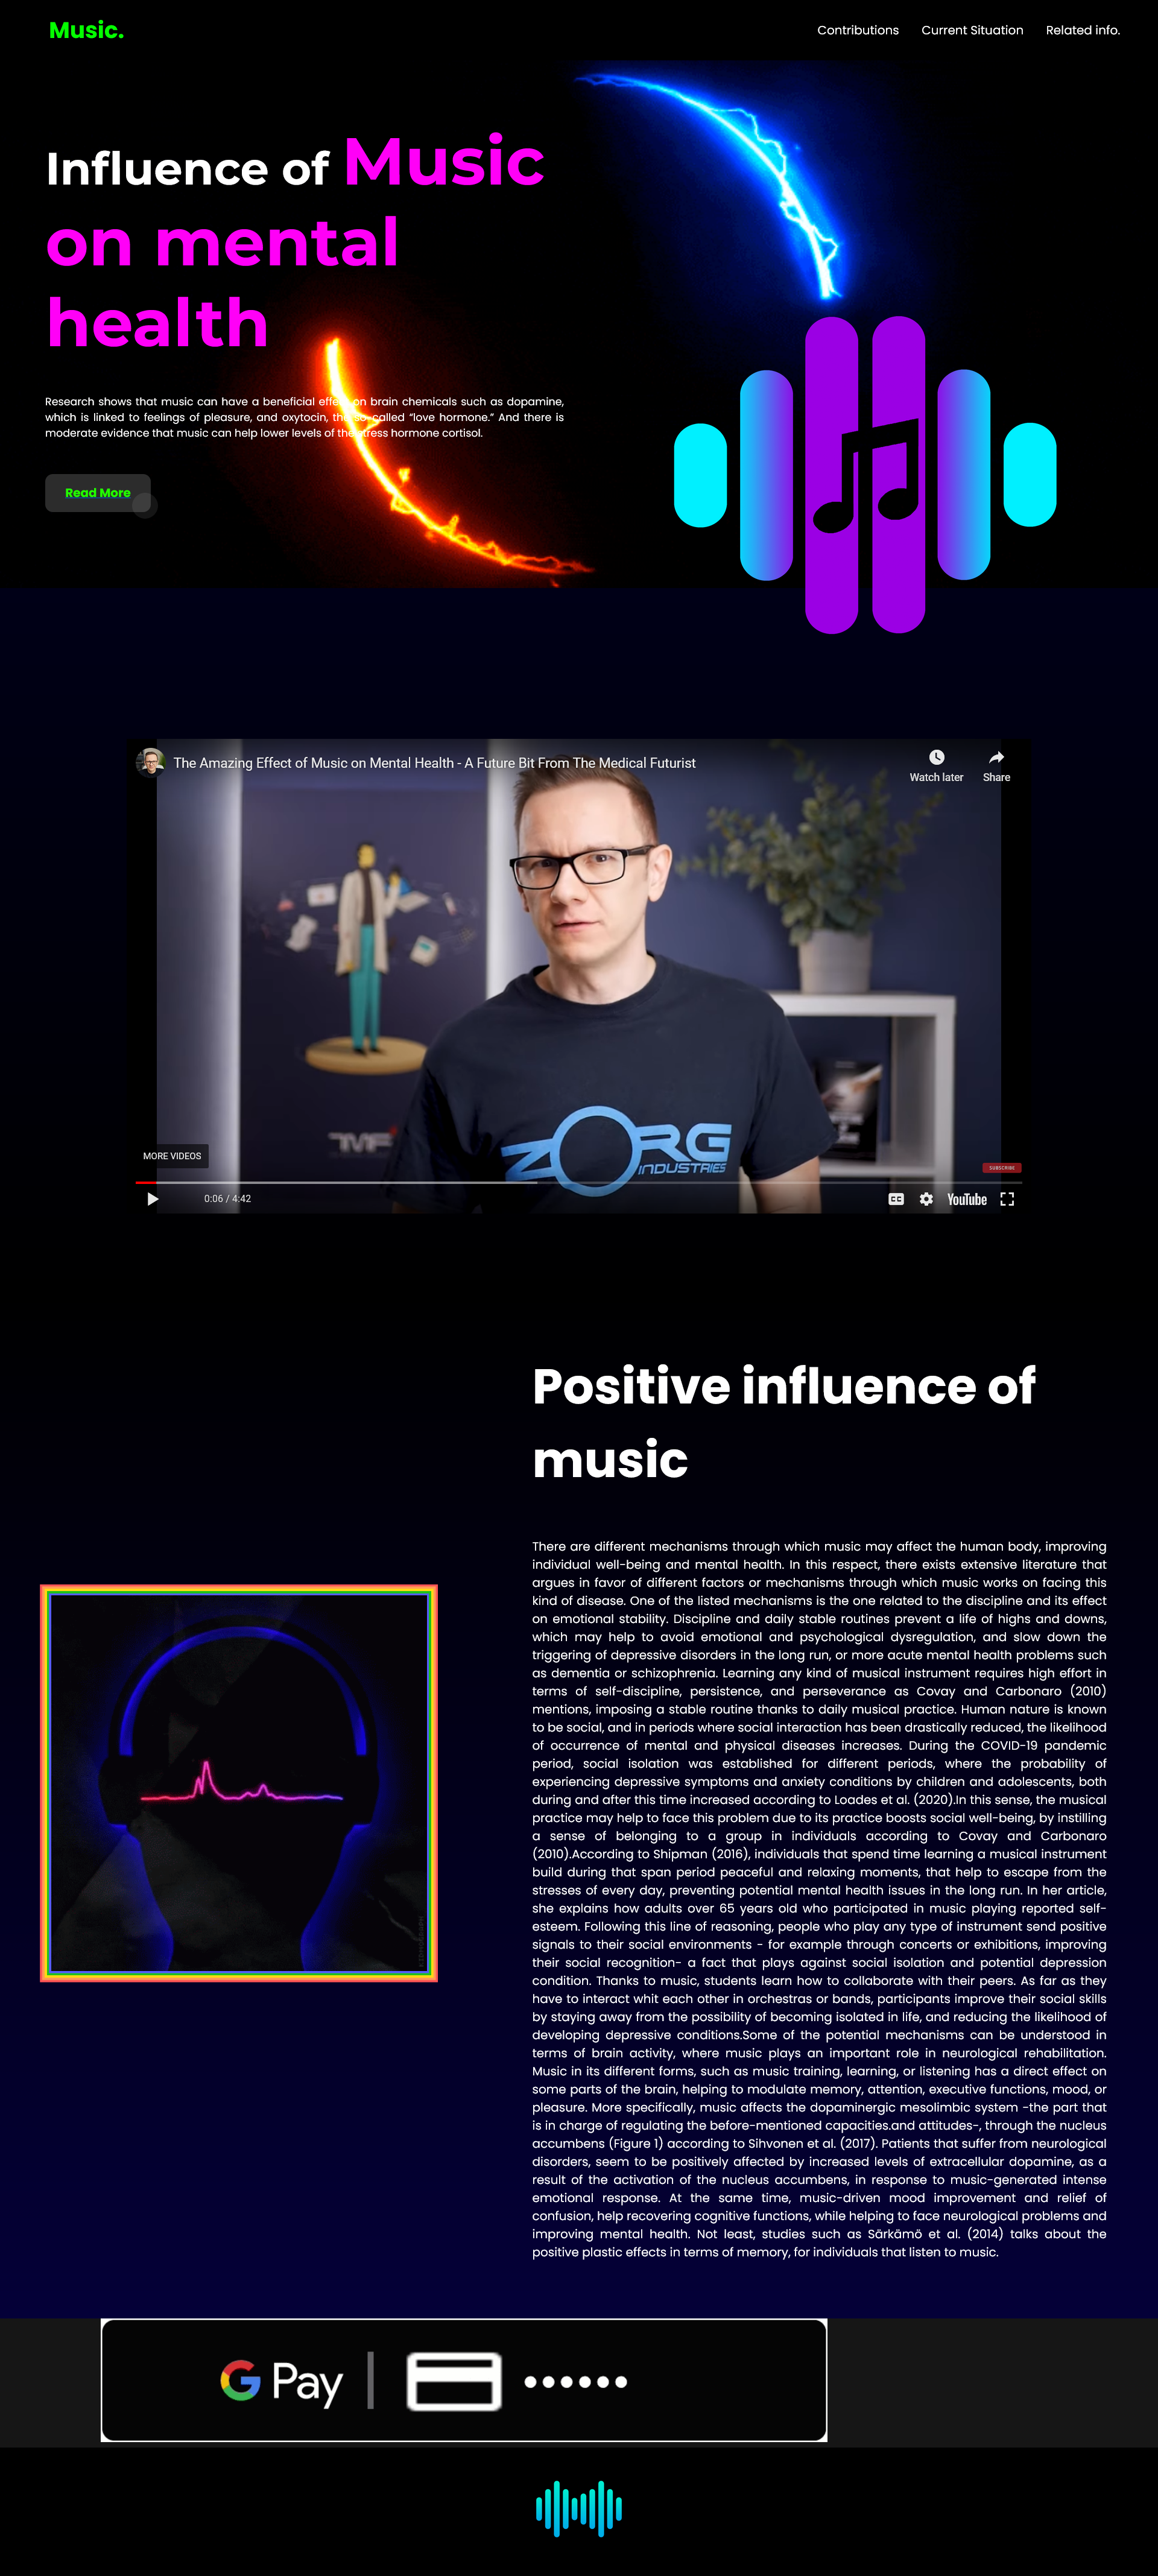 Music.
Contributions Current Situation Related info.
Influence of Music
on mental
health
Research shows that music can have a beneficial effect on brain chemicals such as dopamine,
which is linked to feelings of pleasure, and oxytocin, the so-called “love hormone.” And there is
moderate evidence that music can help lower levels of the stress hormone cortisol.
Read More
The Amazing Effect of Music on Mental Health - A Future Bit From The Medical Futurist
Watch later Share
TMF
ZORG
INDUSTRIES
MORE VIDEOS
SUBSCRIBE
0:06 / 4:42
CC YouTube
Positive influence of
music
There are different mechanisms through which music may affect the human body, improving
individual well-being and mental health. In this respect, there exists extensive literature that
argues in favor of different factors or mechanisms through which music works on facing this
kind of disease. One of the listed mechanisms is the one related to the discipline and its effect
on emotional stability. Discipline and daily stable routines prevent a life of highs and downs,
which may help to avoid emotional and psychological dysregulation, and slow down the
triggering of depressive disorders in the long run, or more acute mental health problems such
as dementia or schizophrenia. Learning any kind of musical instrument requires high effort in
terms of self-discipline, persistence, and perseverance as Covay and Carbonaro (2010)
mentions, imposing a stable routine thanks to daily musical practice. Human nature is known
to be social, and in periods where social interaction has been drastically reduced, the likelihood
of occurrence of mental and physical diseases increases. During the COVID-19 pandemic
period, social isolation was established for different periods, where the probability of
experiencing depressive symptoms and anxiety conditions by children and adolescents, both
during and after this time increased according to Loades et al. (2020).In this sense, the musical
practice may help to face this problem due to its practice boosts social well-being, by instilling
a sense of belonging to a group in individuals according to Covay and Carbonaro
(2010).According to Shipman (2016), individuals that spend time learning a musical instrument
build during that span period peaceful and relaxing moments, that help to escape from the
stresses of every day, preventing potential mental health issues in the long run. In her article,
she explains how adults over 65 years old who participated in music playing reported self-
esteem. Following this line of reasoning, people who play any type of instrument send positive
signals to their social environments - for example through concerts or exhibitions, improving
their social recognition- a fact that plays against social isolation and potential depression
condition. Thanks to music, students learn how to collaborate with their peers. As far as they
have to interact whit each other in orchestras or bands, participants improve their social skills
by staying away from the possibility of becoming isolated in life, and reducing the likelihood of
developing depressive conditions.Some of the potential mechanisms can be understood in
terms of brain activity, where music plays an important role in neurological rehabilitation.
Music in its different forms, such as music training, learning, or listening has a direct effect on
some parts of the brain, helping to modulate memory, attention, executive functions, mood, or
pleasure. More specifically, music affects the dopaminergic mesolimbic system -the part that
is in charge of regulating the before-mentioned capacities.and attitudes-, through the nucleus
accumbens (Figure 1) according to Sihvonen et al. (2017). Patients that suffer from neurological
disorders, seem to be positively affected by increased levels of extracellular dopamine, as a
result of the activation of the nucleus accumbens, in response to music-generated intense
emotional response. At the same time, music-driven mood improvement and relief of
confusion, help recovering cognitive functions, while helping to face neurological problems and
improving mental health. Not least, studies such as Särkämö et al. (2014) talks about the
positive plastic effects in terms of memory, for individuals that listen to music.
G Pay